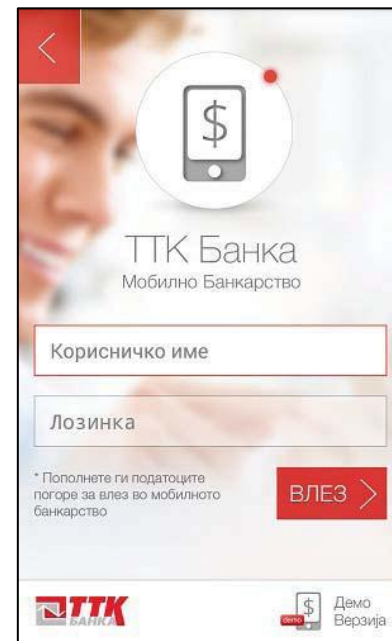 $
ТТК Банка
Мобилно Банкарство
Корисничко име
Лозинка
* Пополнете ги податоците
погоре за влез во мобилното
банкарство
ВЛЕЗ
ТТК
БАНКА
$
demo
Демо
Верзија